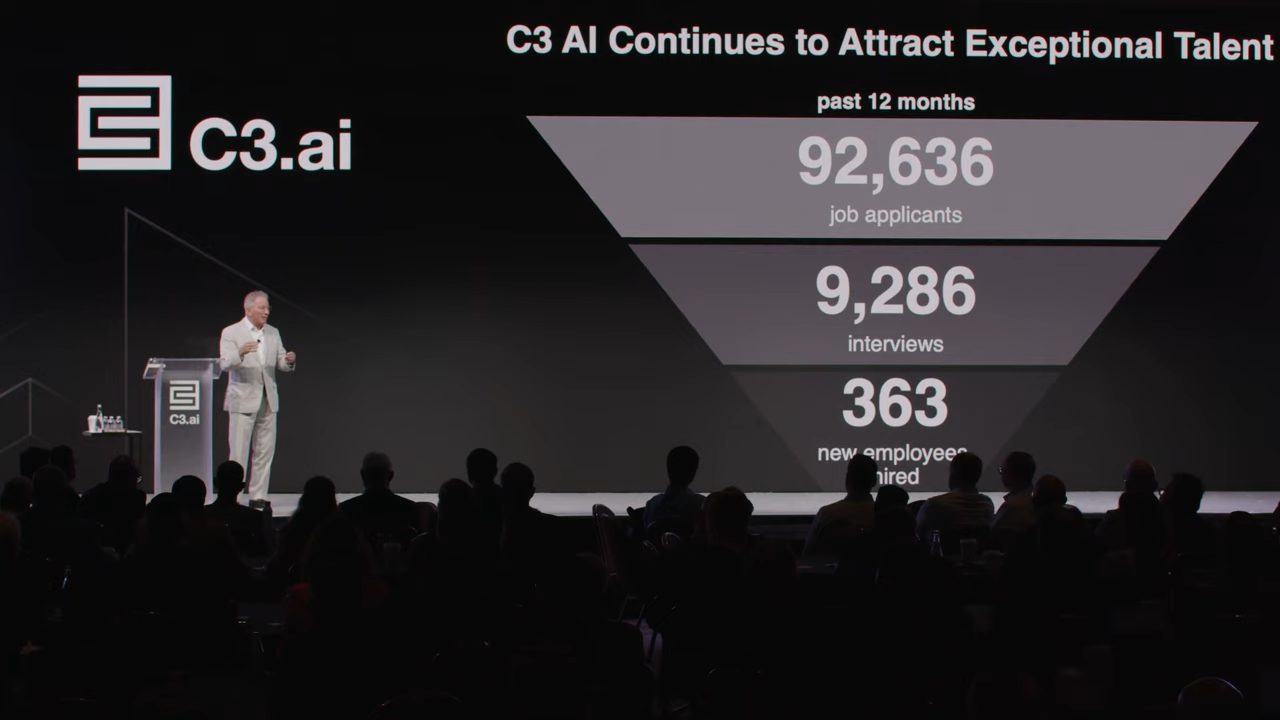 C3 AI Continues to Attract Exceptional Talent
C3.ai
past 12 months
92,636
job applicants
9,286
interviews
363
new employees
hired
C3.ai